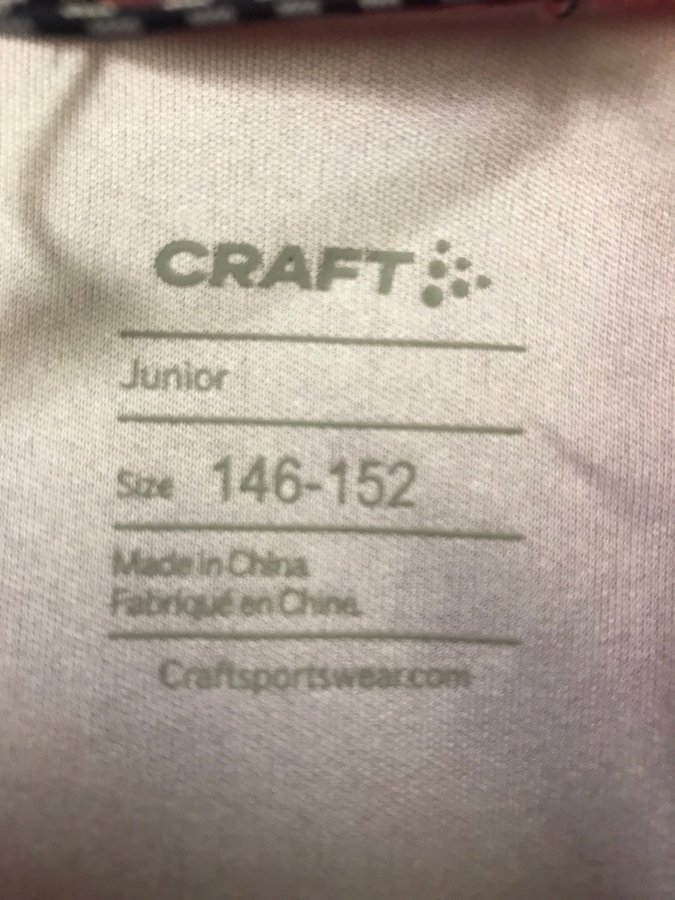 CRAFT
Junior
Size 146-152
Made in China
Fabriqué en Chine
Craftsportswear.com